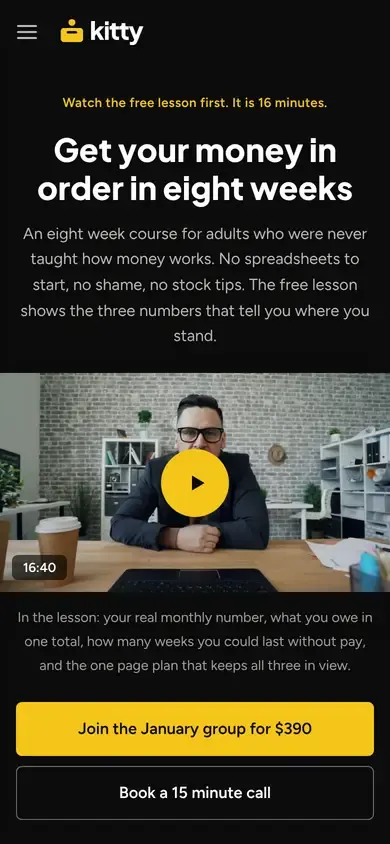 kitty
Watch the free lesson first. It is 16 minutes.
Get your money in
order in eight weeks
An eight week course for adults who were never
taught how money works. No spreadsheets to
start, no shame, no stock tips. The free lesson
shows the three numbers that tell you where you
stand.
16:40
In the lesson: your real monthly number, what you owe in
one total, how many weeks you could last without pay,
and the one page plan that keeps all three in view.
Join the January group for $390
Book a 15 minute call